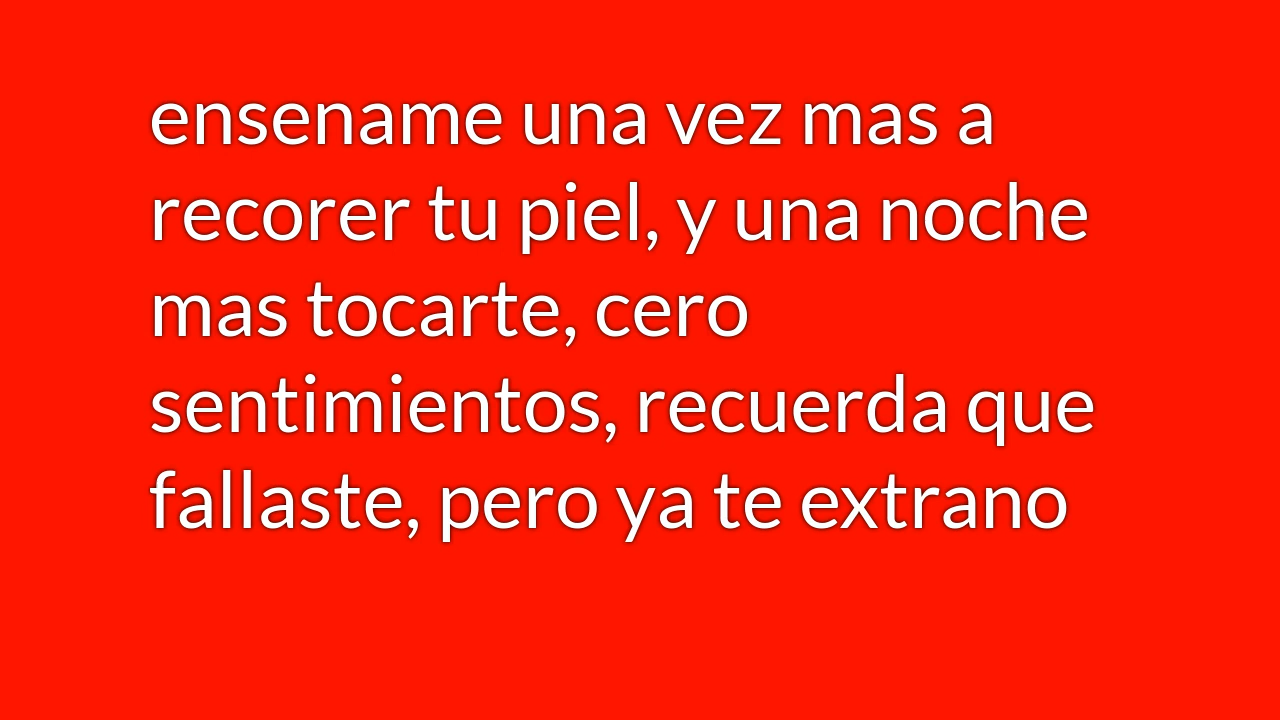 ensename una vez mas a
recorer tu piel, y una noche
mas tocarte, cero
sentimientos, recuerda que
fallaste, pero ya te extrano